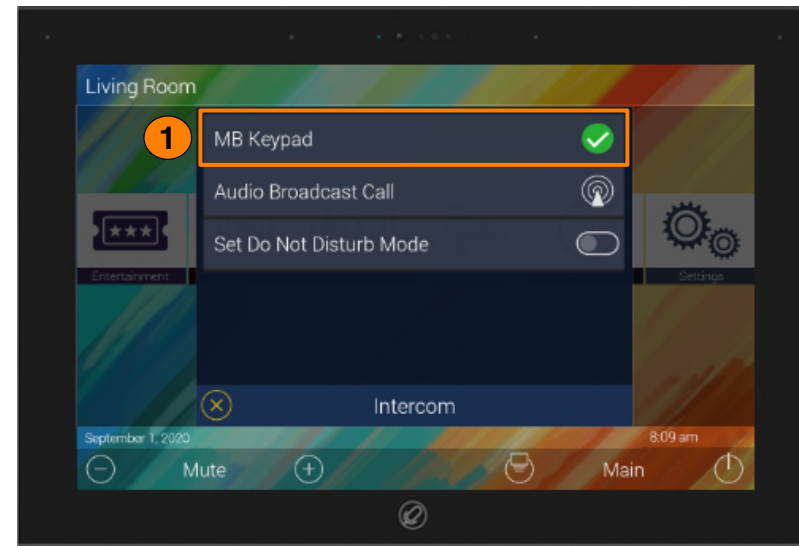 Living Room
1
MB Keypad
Audio Broadcast Call
Set Do Not Disturb Mode
Entertainment
Settings
Intercom
September 1, 2020
8:09 am
Mute
Main